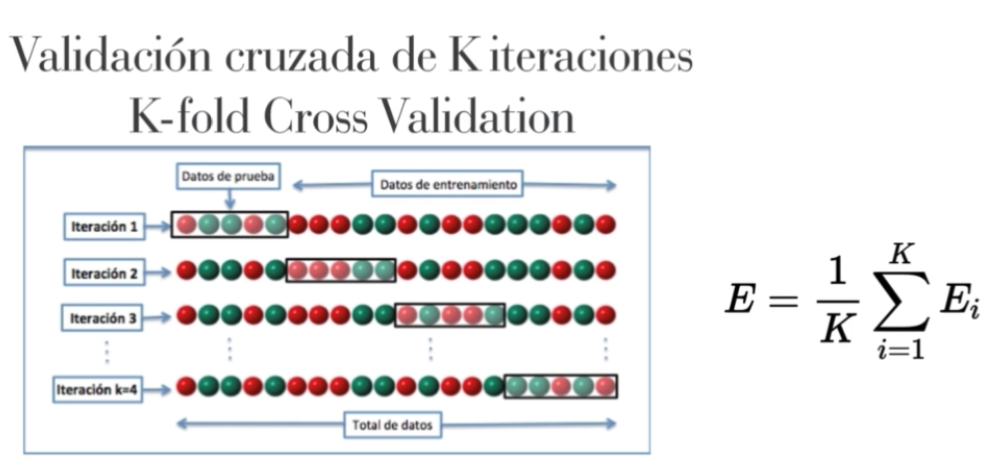 Validación cruzada de K iteraciones
K-fold Cross Validation
Datos de prueba
Datos de entrenamiento
Iteración 1
Iteración 2
Iteración 3
Iteración k=4
Total de datos
E = \frac{1}{K} \sum_{i=1}^{K} E_i